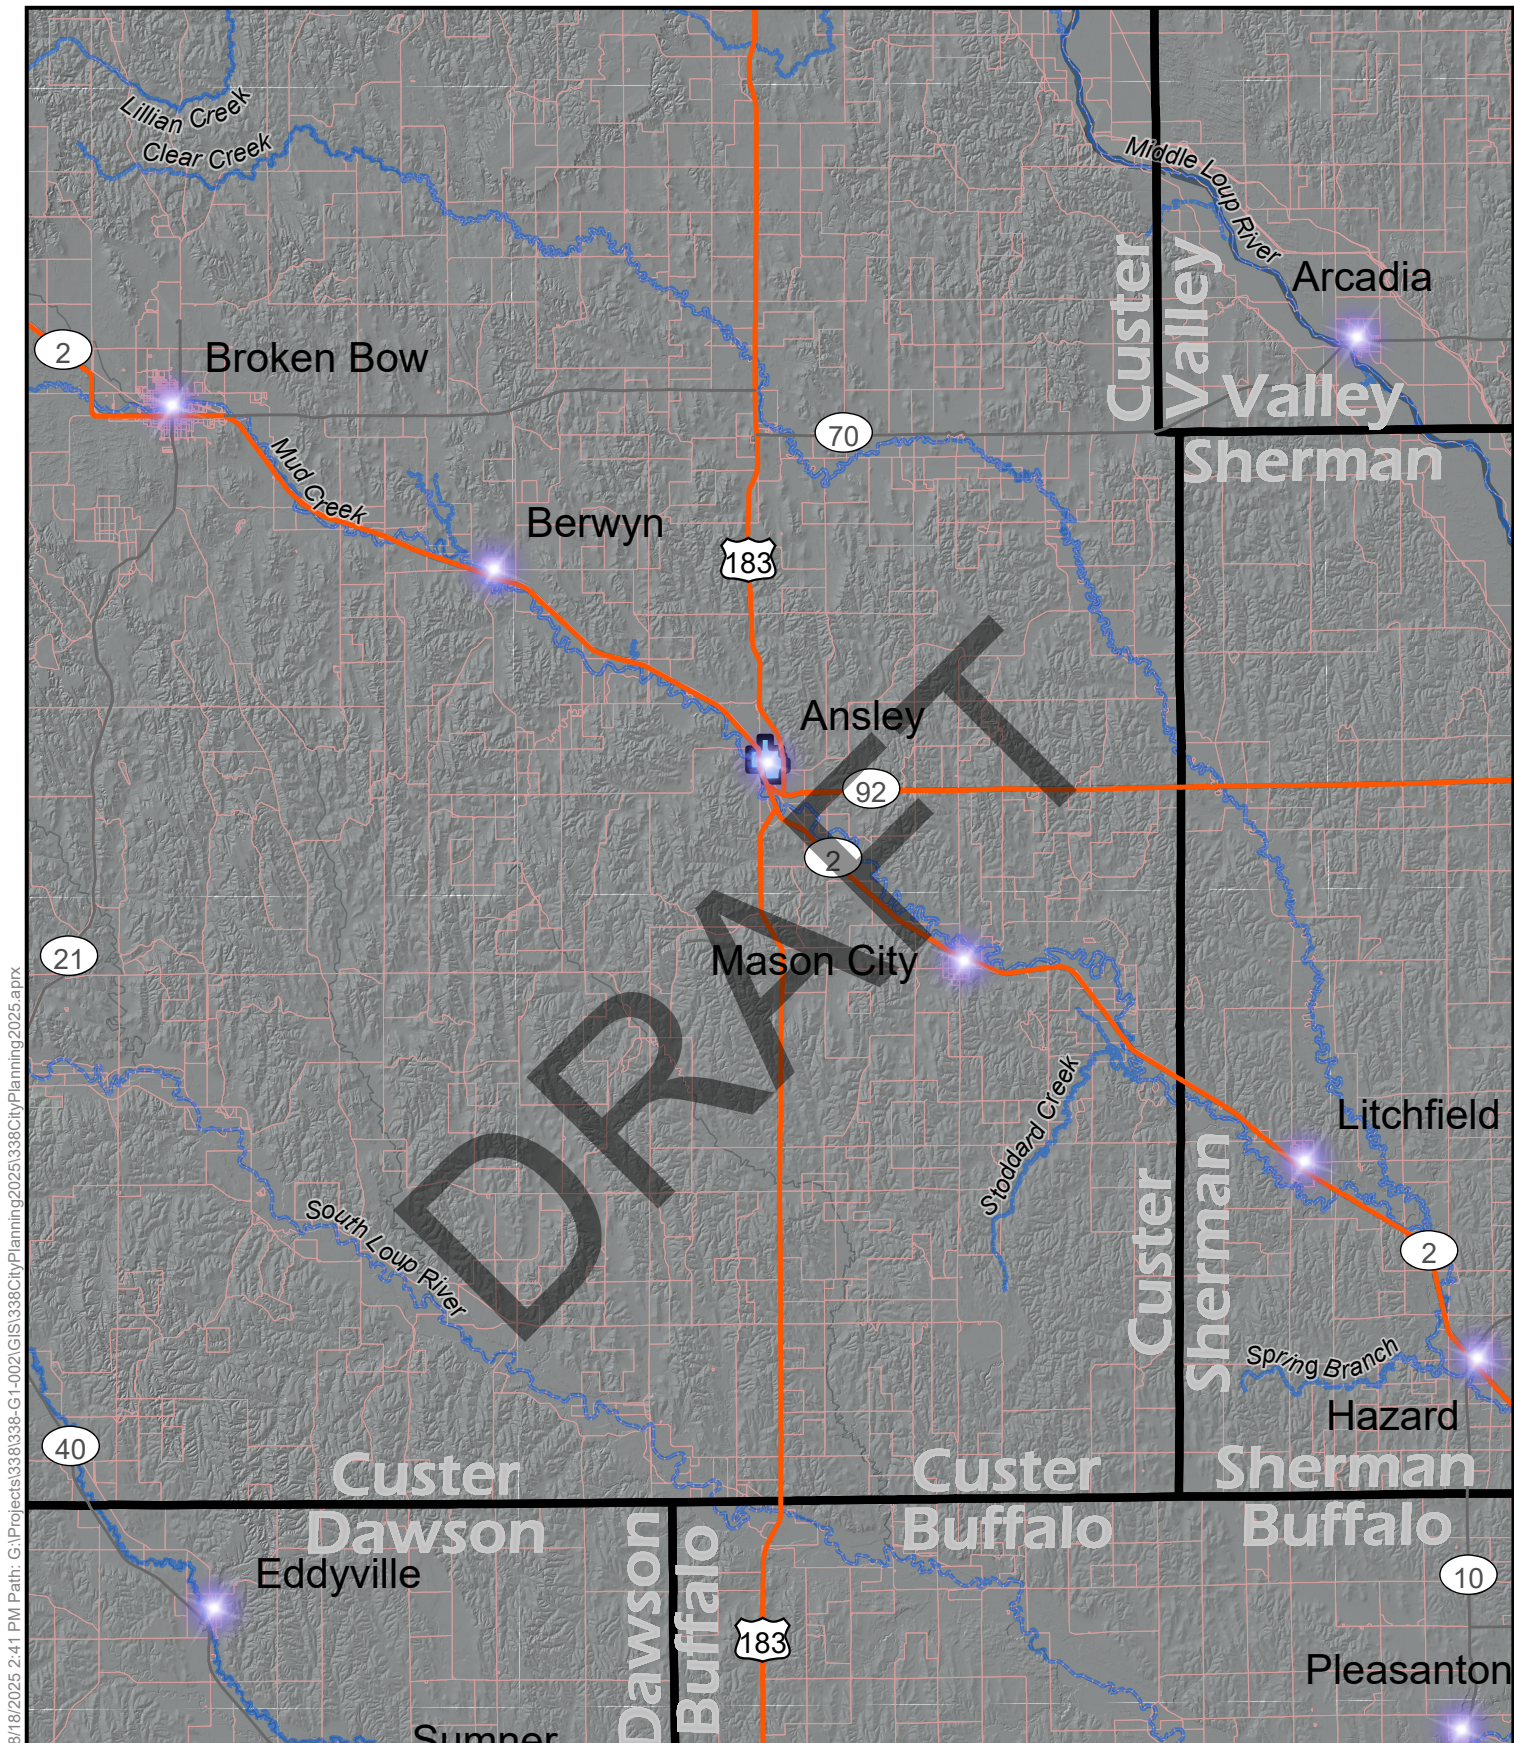 Lillian Creek
Clear Creek
Middle Loup River
Custer
Valley
Arcadia
2
Broken Bow
Valley
Sherman
70
Mud Creek
Berwyn
183
Ansley
92
2
DRAFT
21
Mason City
Stoddard Creek
Litchfield
Custer
Sherman
South Loup River
2
Spring Branch
Hazard
40
Custer
Custer
Sherman
Dawson
Buffalo
Buffalo
Dawson
Buffalo
Eddyville
10
183
Pleasanton
Sumner
8/18/2025 2:41 PM Path: G:\Projects\338\338-G1-002\GIS\338CityPlanning2025\338CityPlanning2025.aprx